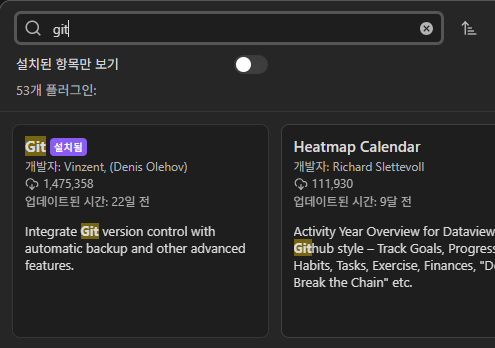 git
설치된 항목만 보기
53개 플러그인:
Git 설치됨
개발자: Vinzent, (Denis Olehov)
1,475,358
업데이트된 시간: 22일 전
Integrate Git version control with
automatic backup and other advanced
features.
Heatmap Calendar
개발자: Richard Slettevoll
111,930
업데이트된 시간: 9달 전
Activity Year Overview for Dataview
Github style – Track Goals, Progress
Habits, Tasks, Exercise, Finances, "D
Break the Chain" etc.